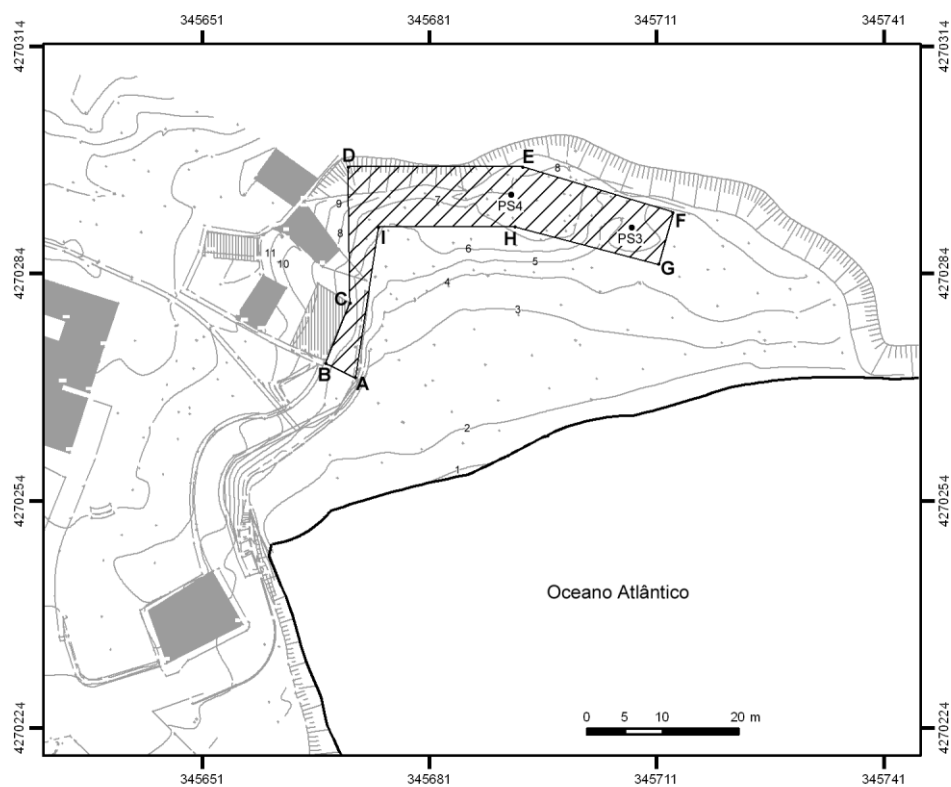 345651 345681 345711 345741
4270314 4270314
D E
8
9 7 PS4
F
8 PS3
I H
11 6
10 5 G
4270284 4270284
4
C
3
B A
2
1
4270254 4270254
Oceano Atlântico
0 5 10 20 m
4270224 4270224
345651 345681 345711 345741